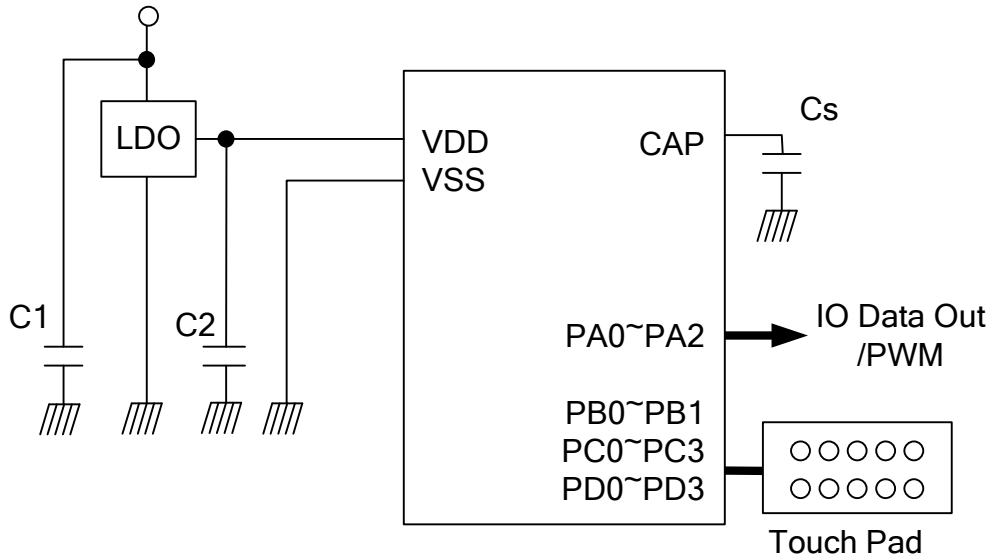 LDO
VDD
VSS
CAP
Cs
C1
C2
PA0~PA2
IO Data Out
/PWM
PB0~PB1
PC0~PC3
PD0~PD3
Touch Pad